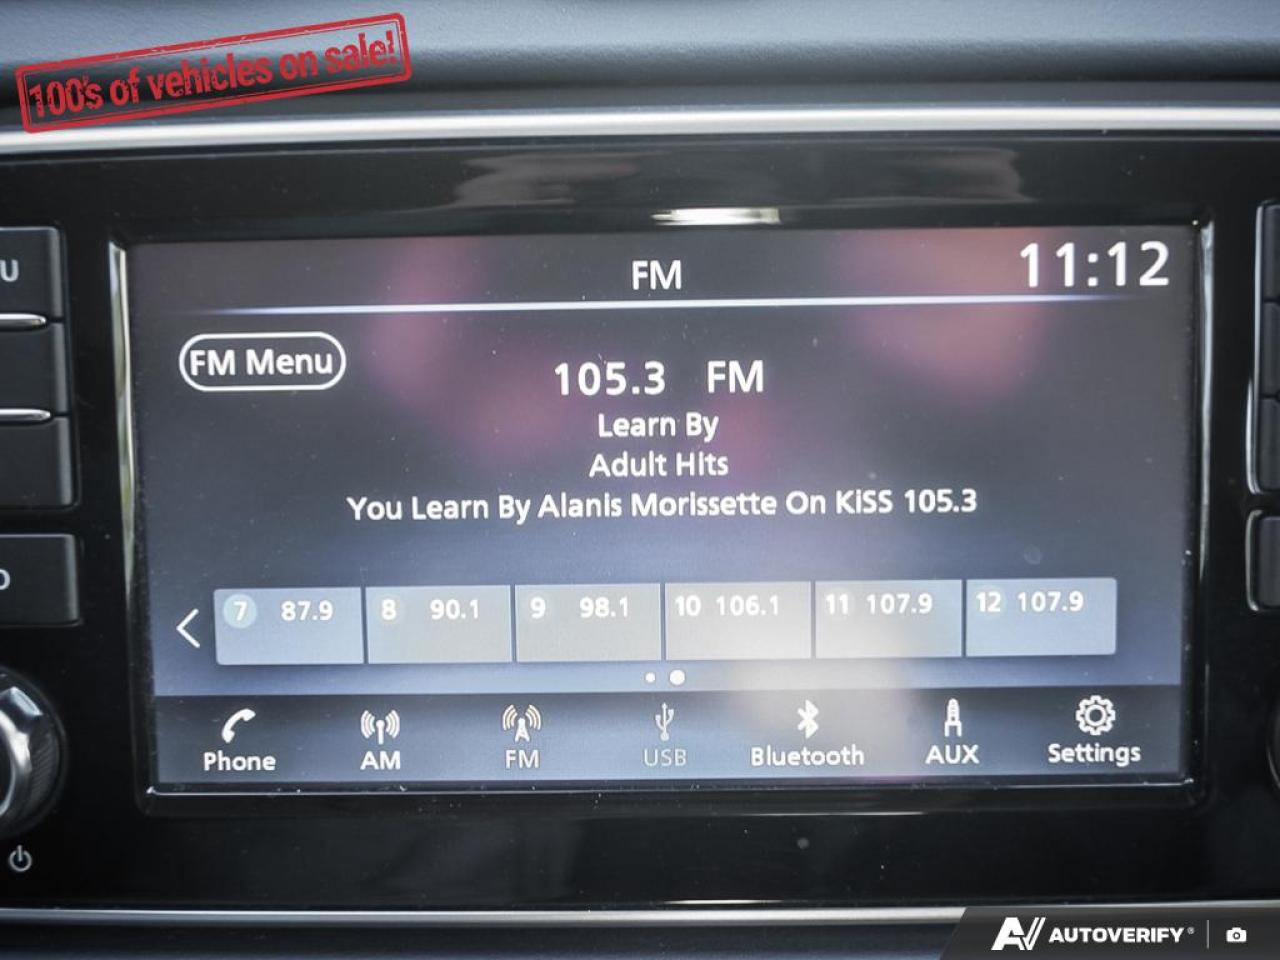 100's of vehicles on sale!
FM
11:12
FM Menu
105.3 FM
Learn By
Adult Hits
You Learn By Alanis Morissette On KiSS 105.3
7 87.9
8 90.1
9 98.1
10 106.1
11 107.9
12 107.9
Phone
AM
FM
USB
Bluetooth
AUX
Settings
AUTOVERIFY